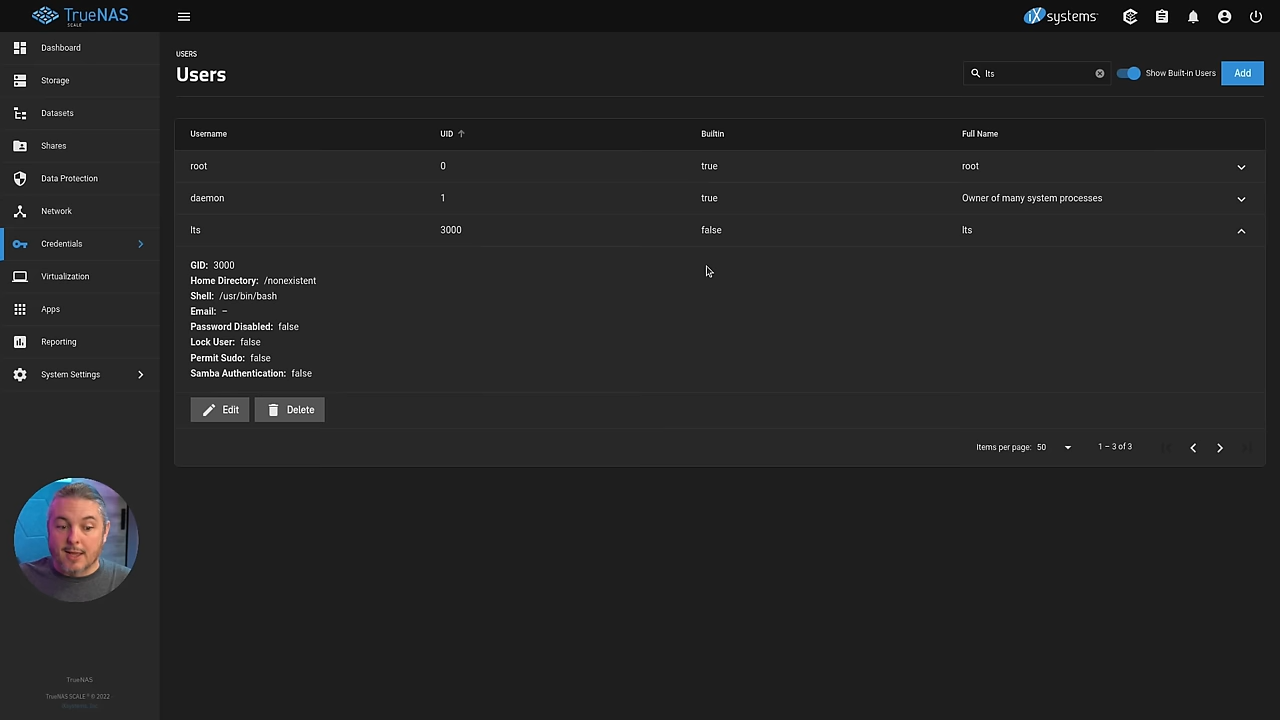 TrueNAS
SCALE
iXsystems
Dashboard
Storage
Datasets
Shares
Data Protection
Network
Credentials
Virtualization
Apps
Reporting
System Settings
TrueNAS
TrueNAS SCALE ® © 2022
USERS
Users
lts
Show Built-in Users
Add
Username UID Builtin Full Name
root 0 true root
daemon 1 true Owner of many system processes
lts 3000 false lts
GID: 3000
Home Directory: /nonexistent
Shell: /usr/bin/bash
Email: –
Password Disabled: false
Lock User: false
Permit Sudo: false
Samba Authentication: false
Edit Delete
Items per page: 50 1 – 3 of 3